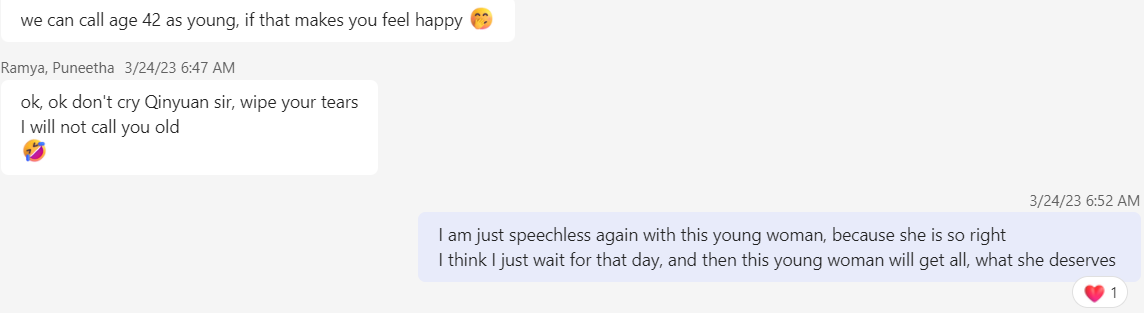 we can call age 42 as young, if that makes you feel happy 🤭
Ramya, Puneetha 3/24/23 6:47 AM
ok, ok don't cry Qinyuan sir, wipe your tears
I will not call you old
🤣
3/24/23 6:52 AM
I am just speechless again with this young woman, because she is so right
I think I just wait for that day, and then this young woman will get all, what she deserves
❤️ 1